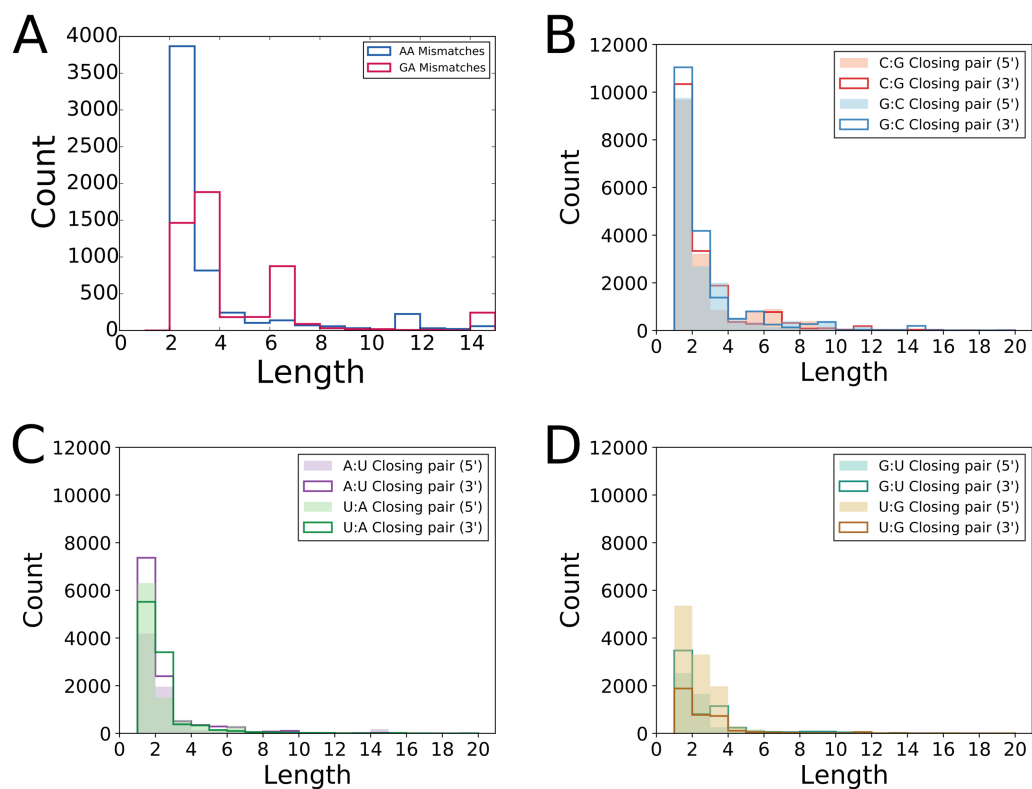 A
4000
3500
3000
2500
2000
1500
1000
500
0
0 2 4 6 8 10 12 14
Count
Length
AA Mismatches
GA Mismatches
B
12000
10000
8000
6000
4000
2000
0
0 2 4 6 8 10 12 14 16 18 20
Count
Length
C:G Closing pair (5')
C:G Closing pair (3')
G:C Closing pair (5')
G:C Closing pair (3')
C
12000
10000
8000
6000
4000
2000
0
0 2 4 6 8 10 12 14 16 18 20
Count
Length
A:U Closing pair (5')
A:U Closing pair (3')
U:A Closing pair (5')
U:A Closing pair (3')
D
12000
10000
8000
6000
4000
2000
0
0 2 4 6 8 10 12 14 16 18 20
Count
Length
G:U Closing pair (5')
G:U Closing pair (3')
U:G Closing pair (5')
U:G Closing pair (3')